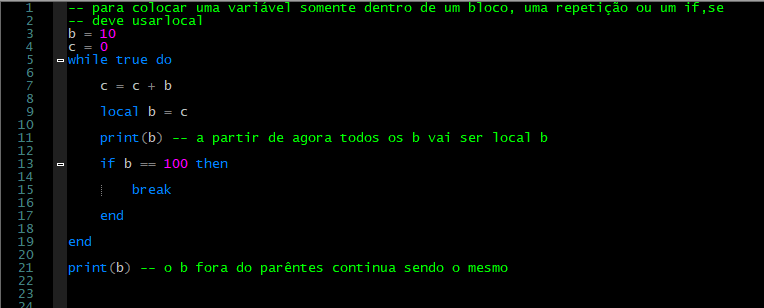 1 -- para colocar uma variável somente dentro de um bloco, uma repetição ou um if,se
2 -- deve usarlocal
3 b = 10
4 c = 0
5 while true do
6
7 c = c + b
8
9 local b = c
10
11 print(b) -- a partir de agora todos os b vai ser local b
12
13 if b == 100 then
14
15 break
16
17 end
18
19 end
20
21 print(b) -- o b fora do parêntes continua sendo o mesmo
22
23
24